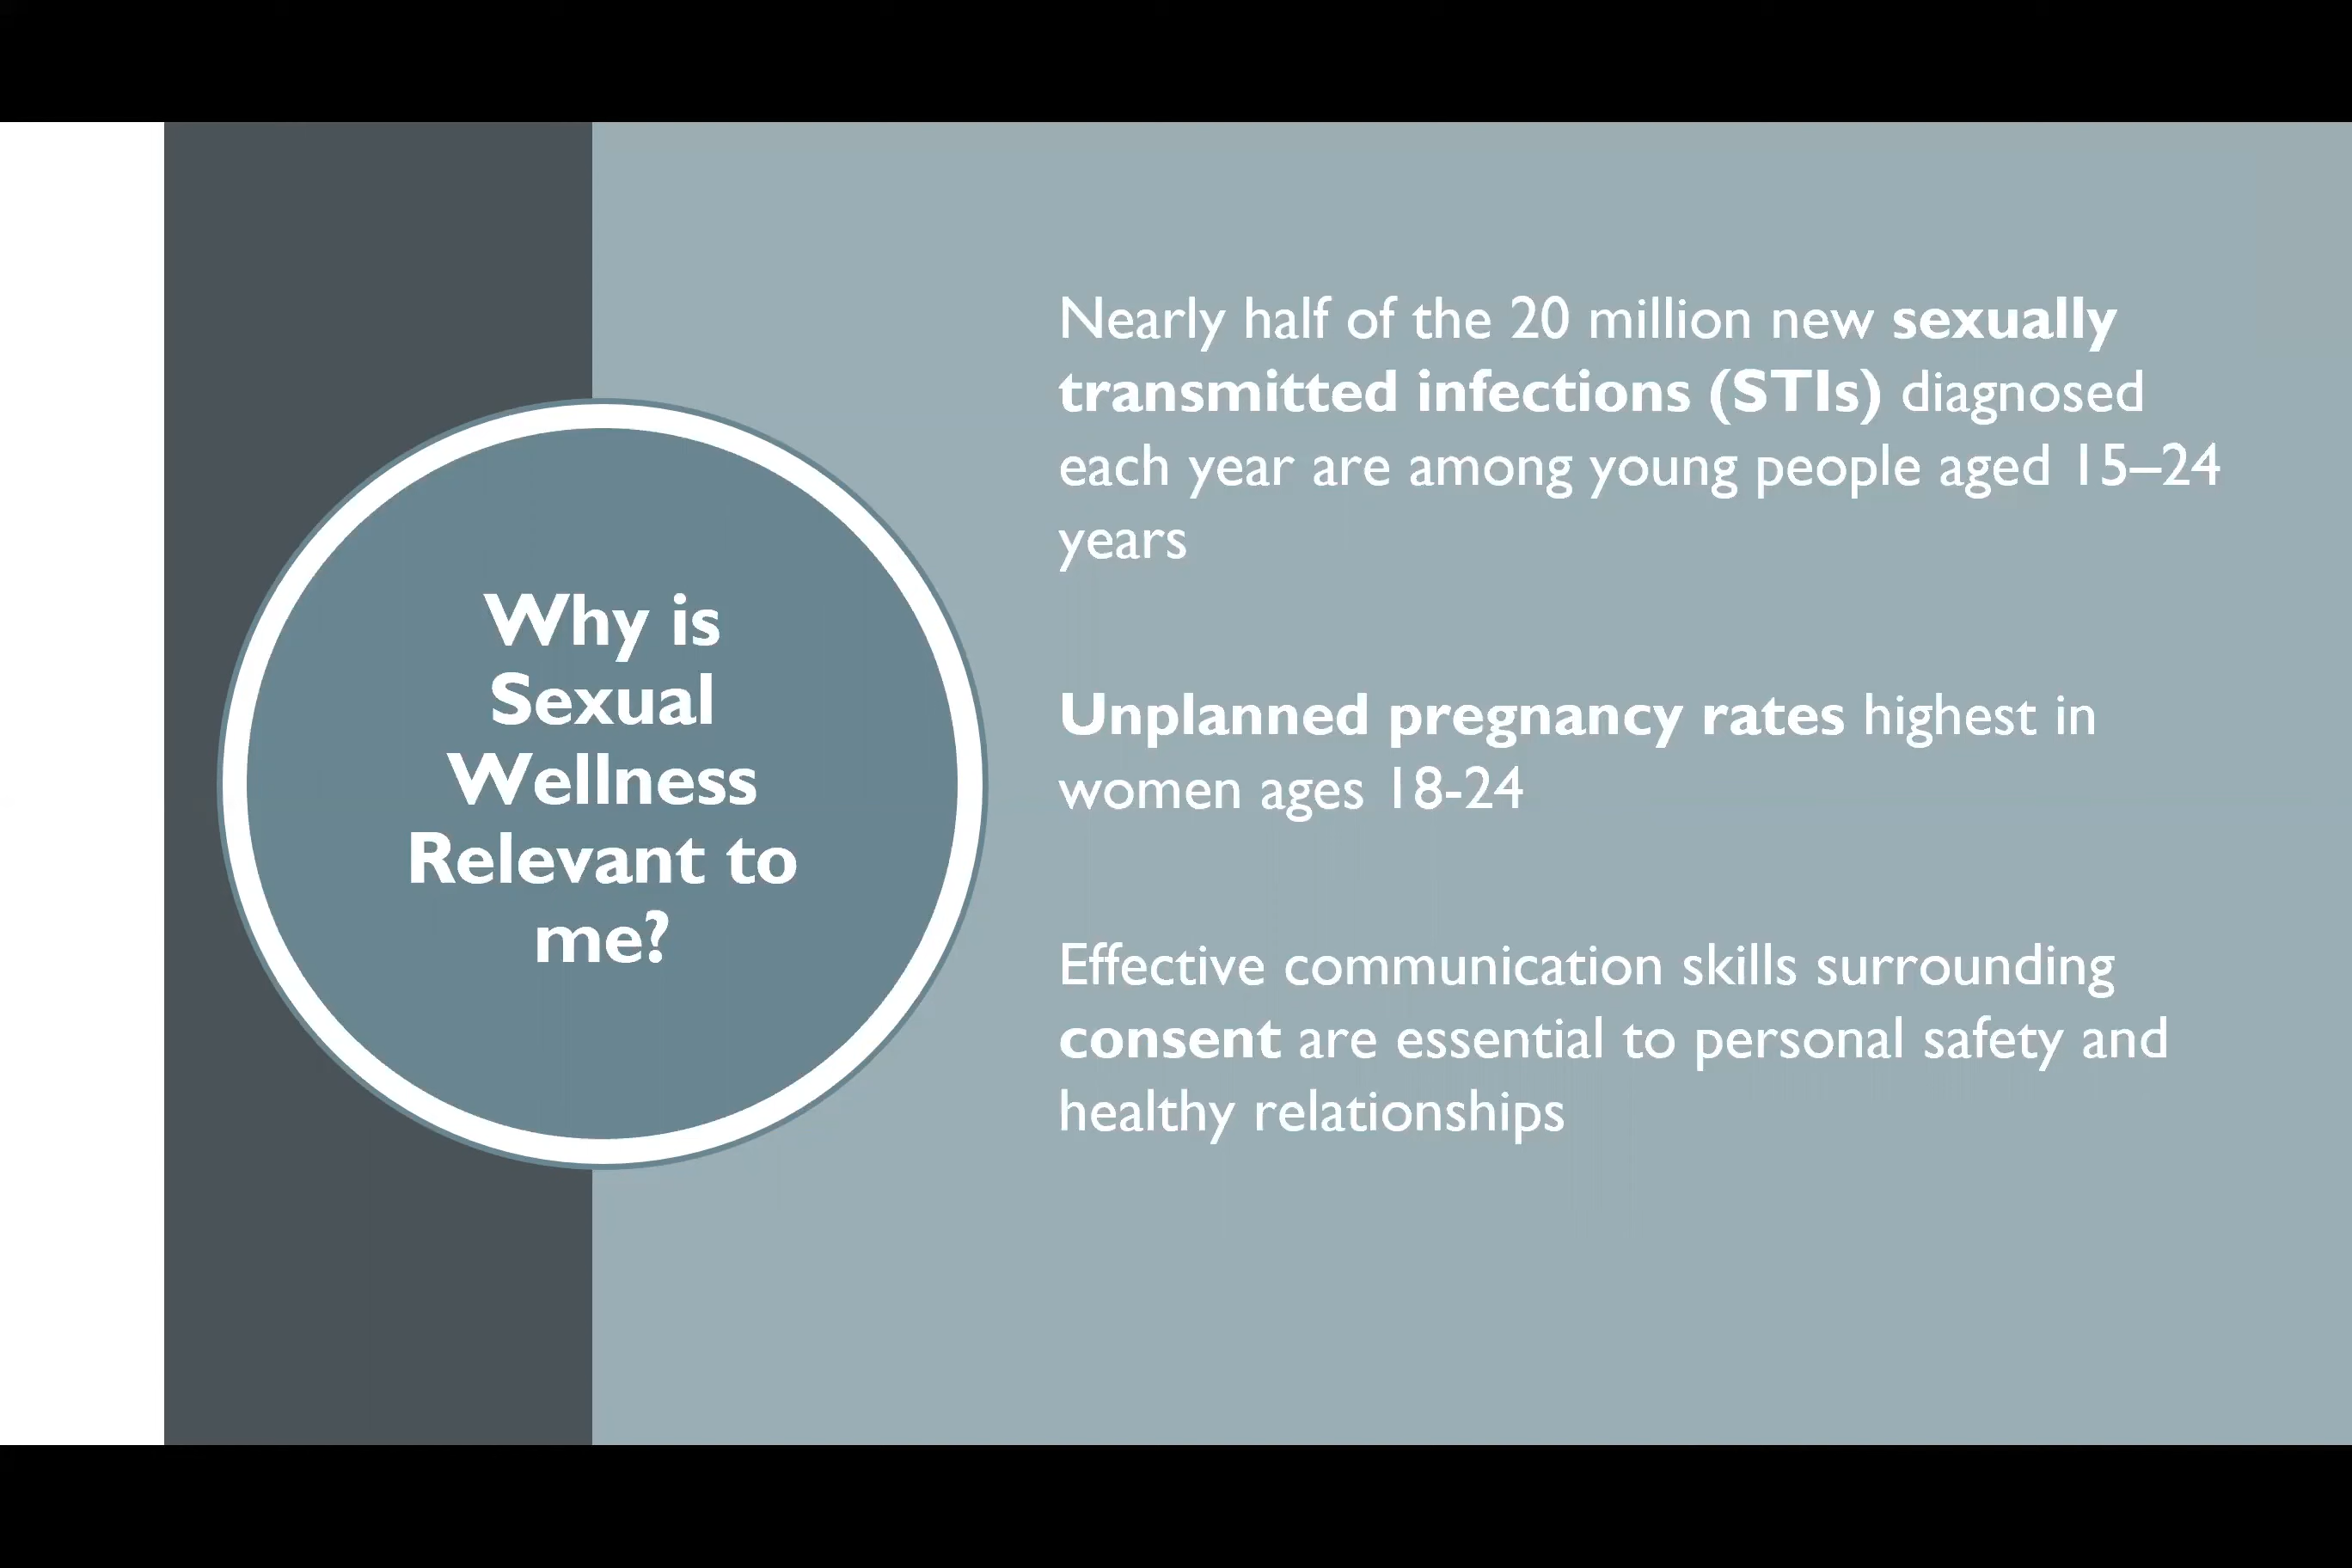 Why is
Sexual
Wellness
Relevant to
me?
Nearly half of the 20 million new sexually
transmitted infections (STIs) diagnosed
each year are among young people aged 15–24
years
Unplanned pregnancy rates highest in
women ages 18-24
Effective communication skills surrounding
consent are essential to personal safety and
healthy relationships